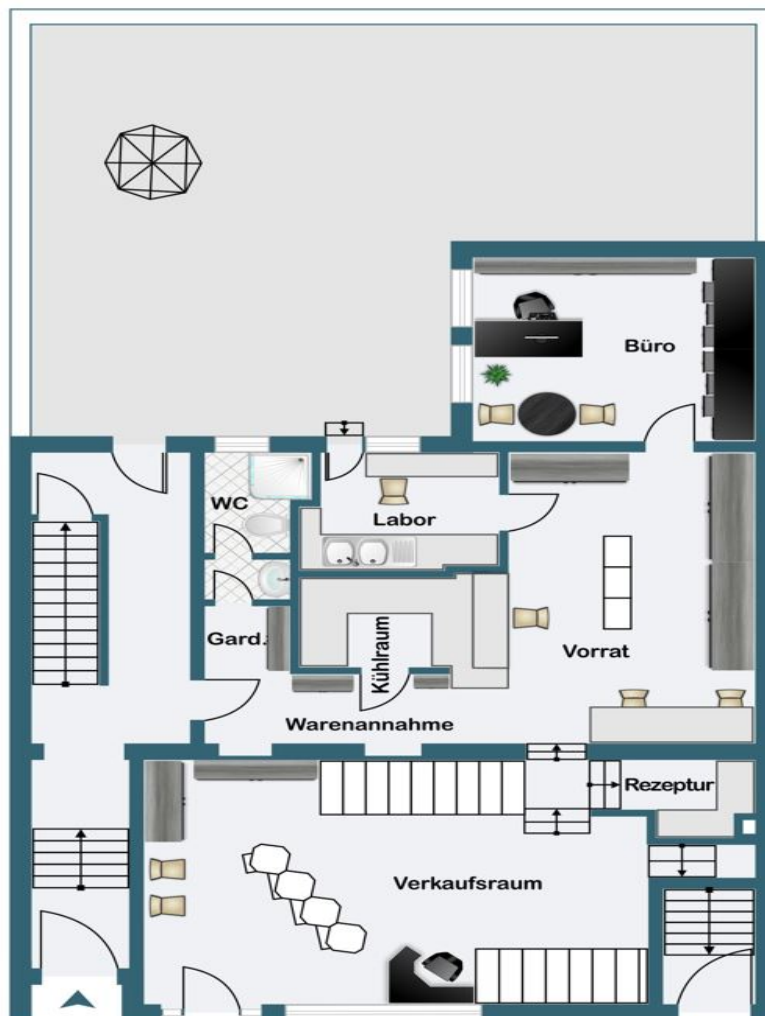 Büro
WC
Labor
Gard.
Kühlraum
Vorrat
Warenannahme
Rezeptur
Verkaufsraum